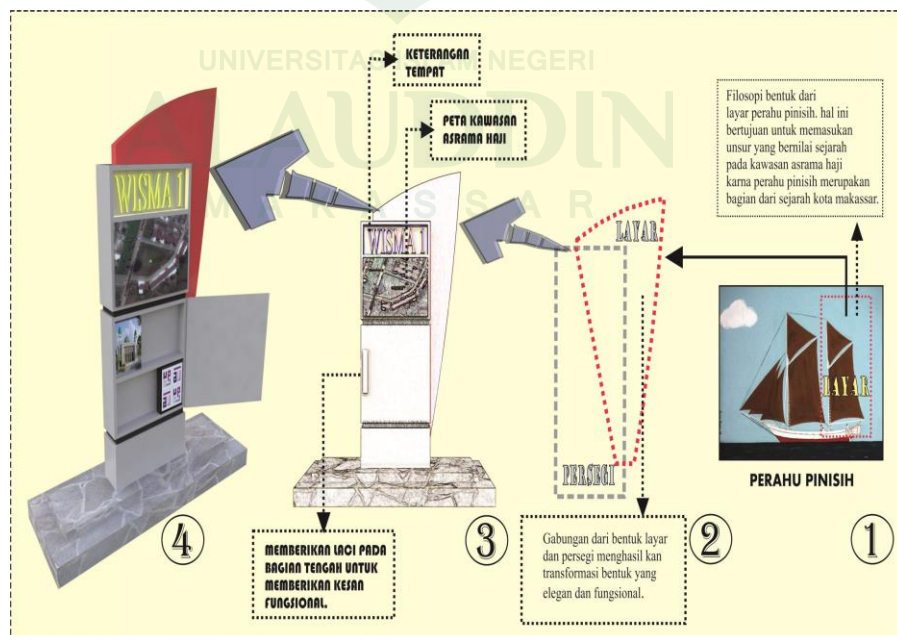 UNIVERSITAS ISLAM NEGERI
ALAUDDIN
MAKASSAR
KETERANGAN
TEMPAT
PETA KAWASAN
ASRAMA HAJI
Filosopi bentuk dari
layar perahu pinisih. hal ini
bertujuan untuk memasukan
unsur yang bernilai sejarah
pada kawasan asrama haji
karna perahu pinisih merupakan
bagian dari sejarah kota makassar.
WISMA 1
WISMA 1
LAYAR
LAYAR
PERSEGI
PERAHU PINISIH
4
3
2
1
MEMBERIKAN LACI PADA
BAGIAN TENGAH UNTUK
MEMBERIKAN KESAN
FUNGSIONAL.
Gabungan dari bentuk layar
dan persegi menghasil kan
transformasi bentuk yang
elegan dan fungsional.